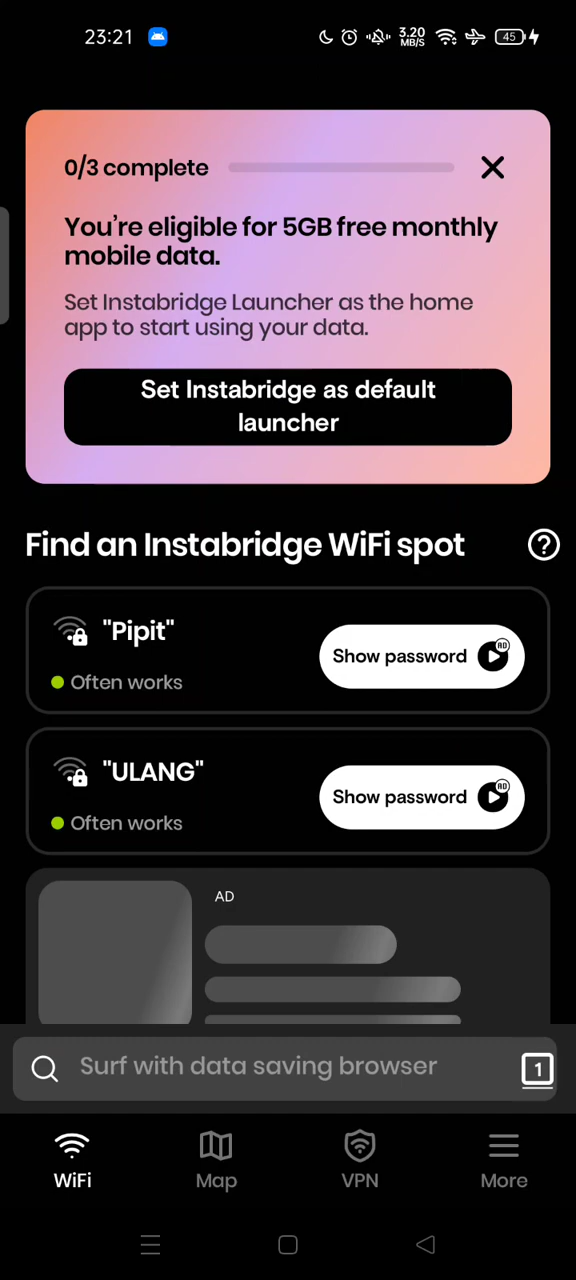 23:21
3.20
MB/S
45
0/3 complete
You're eligible for 5GB free monthly
mobile data.
Set Instabridge Launcher as the home
app to start using your data.
Set Instabridge as default
launcher
Find an Instabridge WiFi spot
?
"Pipit"
Often works
Show password
AD
"ULANG"
Often works
Show password
AD
AD
Surf with data saving browser
1
WiFi
Map
VPN
More